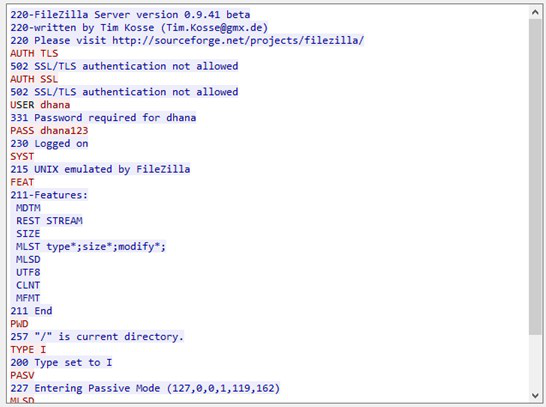 220-FileZilla Server version 0.9.41 beta
220-written by Tim Kosse (Tim.Kosse@gmx.de)
220 Please visit http://sourceforge.net/projects/filezilla/
AUTH TLS
502 SSL/TLS authentication not allowed
AUTH SSL
502 SSL/TLS authentication not allowed
USER dhana
331 Password required for dhana
PASS dhana123
230 Logged on
SYST
215 UNIX emulated by FileZilla
FEAT
211-Features:
MDTM
REST STREAM
SIZE
MLST type*;size*;modify*;
MLSD
UTF8
CLNT
MFMT
211 End
PWD
257 "/" is current directory.
TYPE I
200 Type set to I
PASV
227 Entering Passive Mode (127,0,0,1,119,162)
MLSD